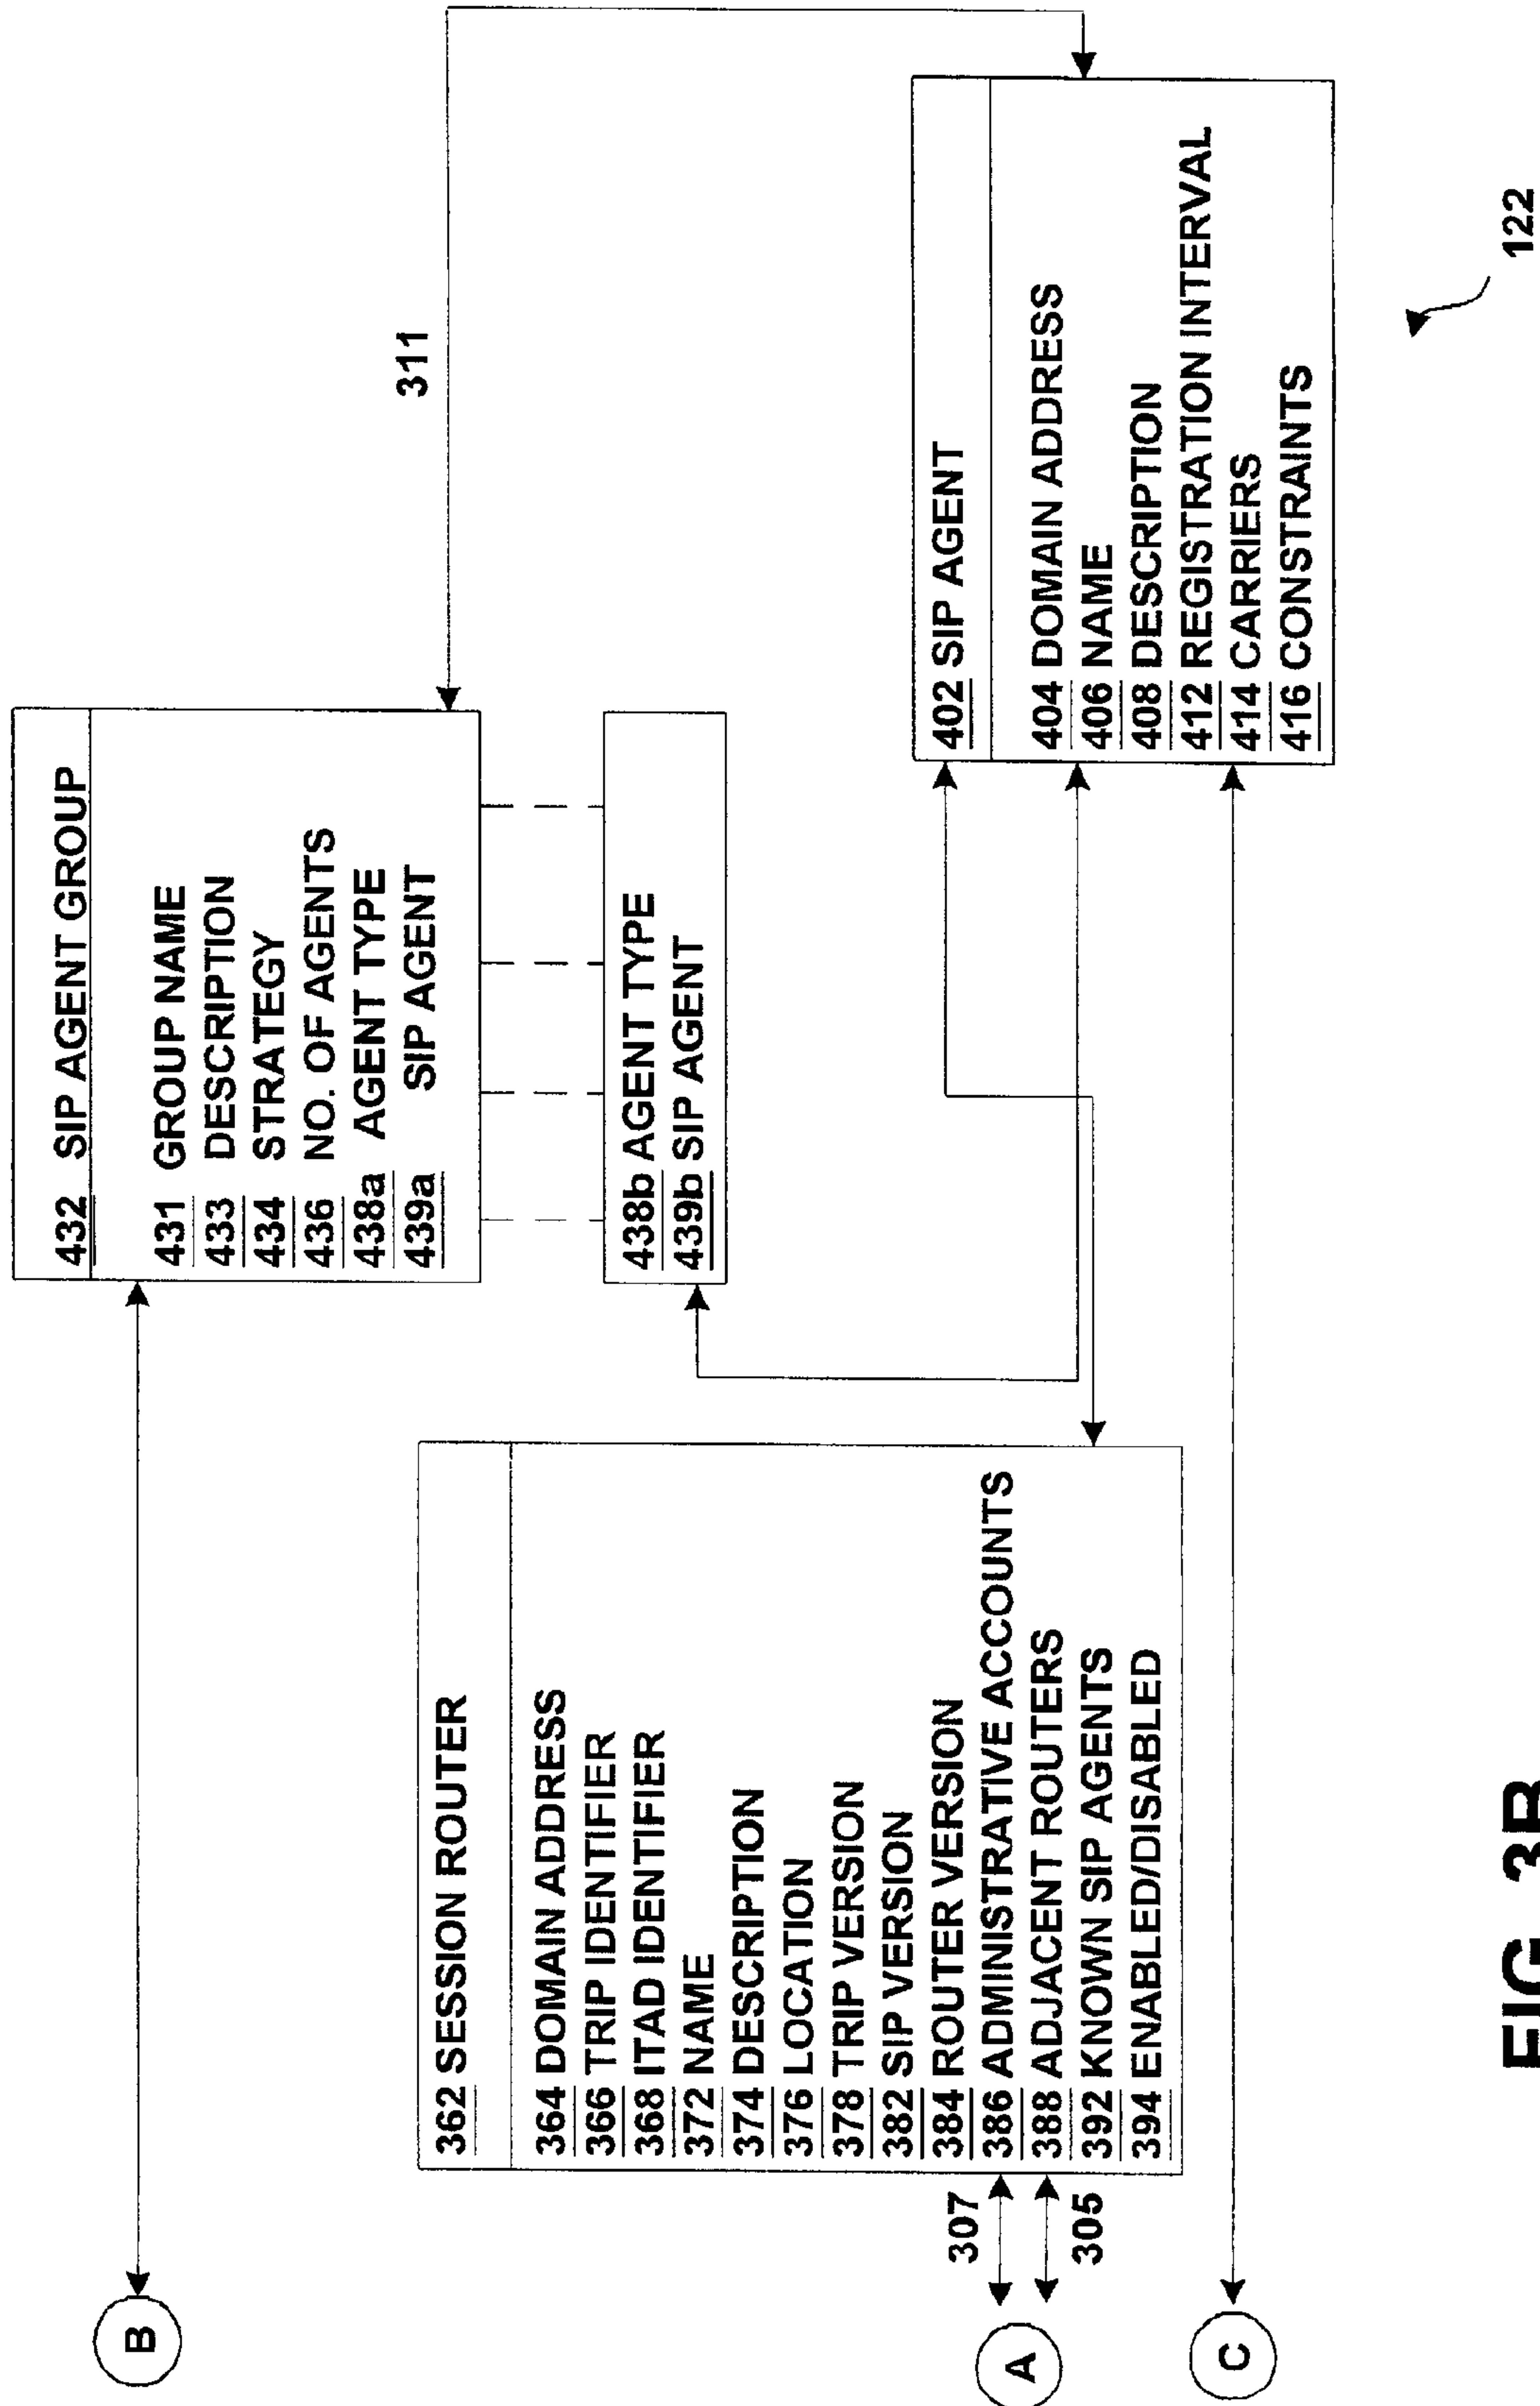 B
432 SIP AGENT GROUP
431 GROUP NAME
433 DESCRIPTION
434 STRATEGY
436 NO. OF AGENTS
438a AGENT TYPE
439a SIP AGENT
311
438b AGENT TYPE
439b SIP AGENT
362 SESSION ROUTER
364 DOMAIN ADDRESS
366 TRIP IDENTIFIER
368 ITAD IDENTIFIER
372 NAME
374 DESCRIPTION
376 LOCATION
378 TRIP VERSION
382 SIP VERSION
384 ROUTER VERSION
386 ADMINISTRATIVE ACCOUNTS
388 ADJACENT ROUTERS
392 KNOWN SIP AGENTS
394 ENABLED/DISABLED
307
A
305
402 SIP AGENT
404 DOMAIN ADDRESS
406 NAME
408 DESCRIPTION
412 REGISTRATION INTERVAL
414 CARRIERS
416 CONSTRAINTS
C
122
FIG. 3B